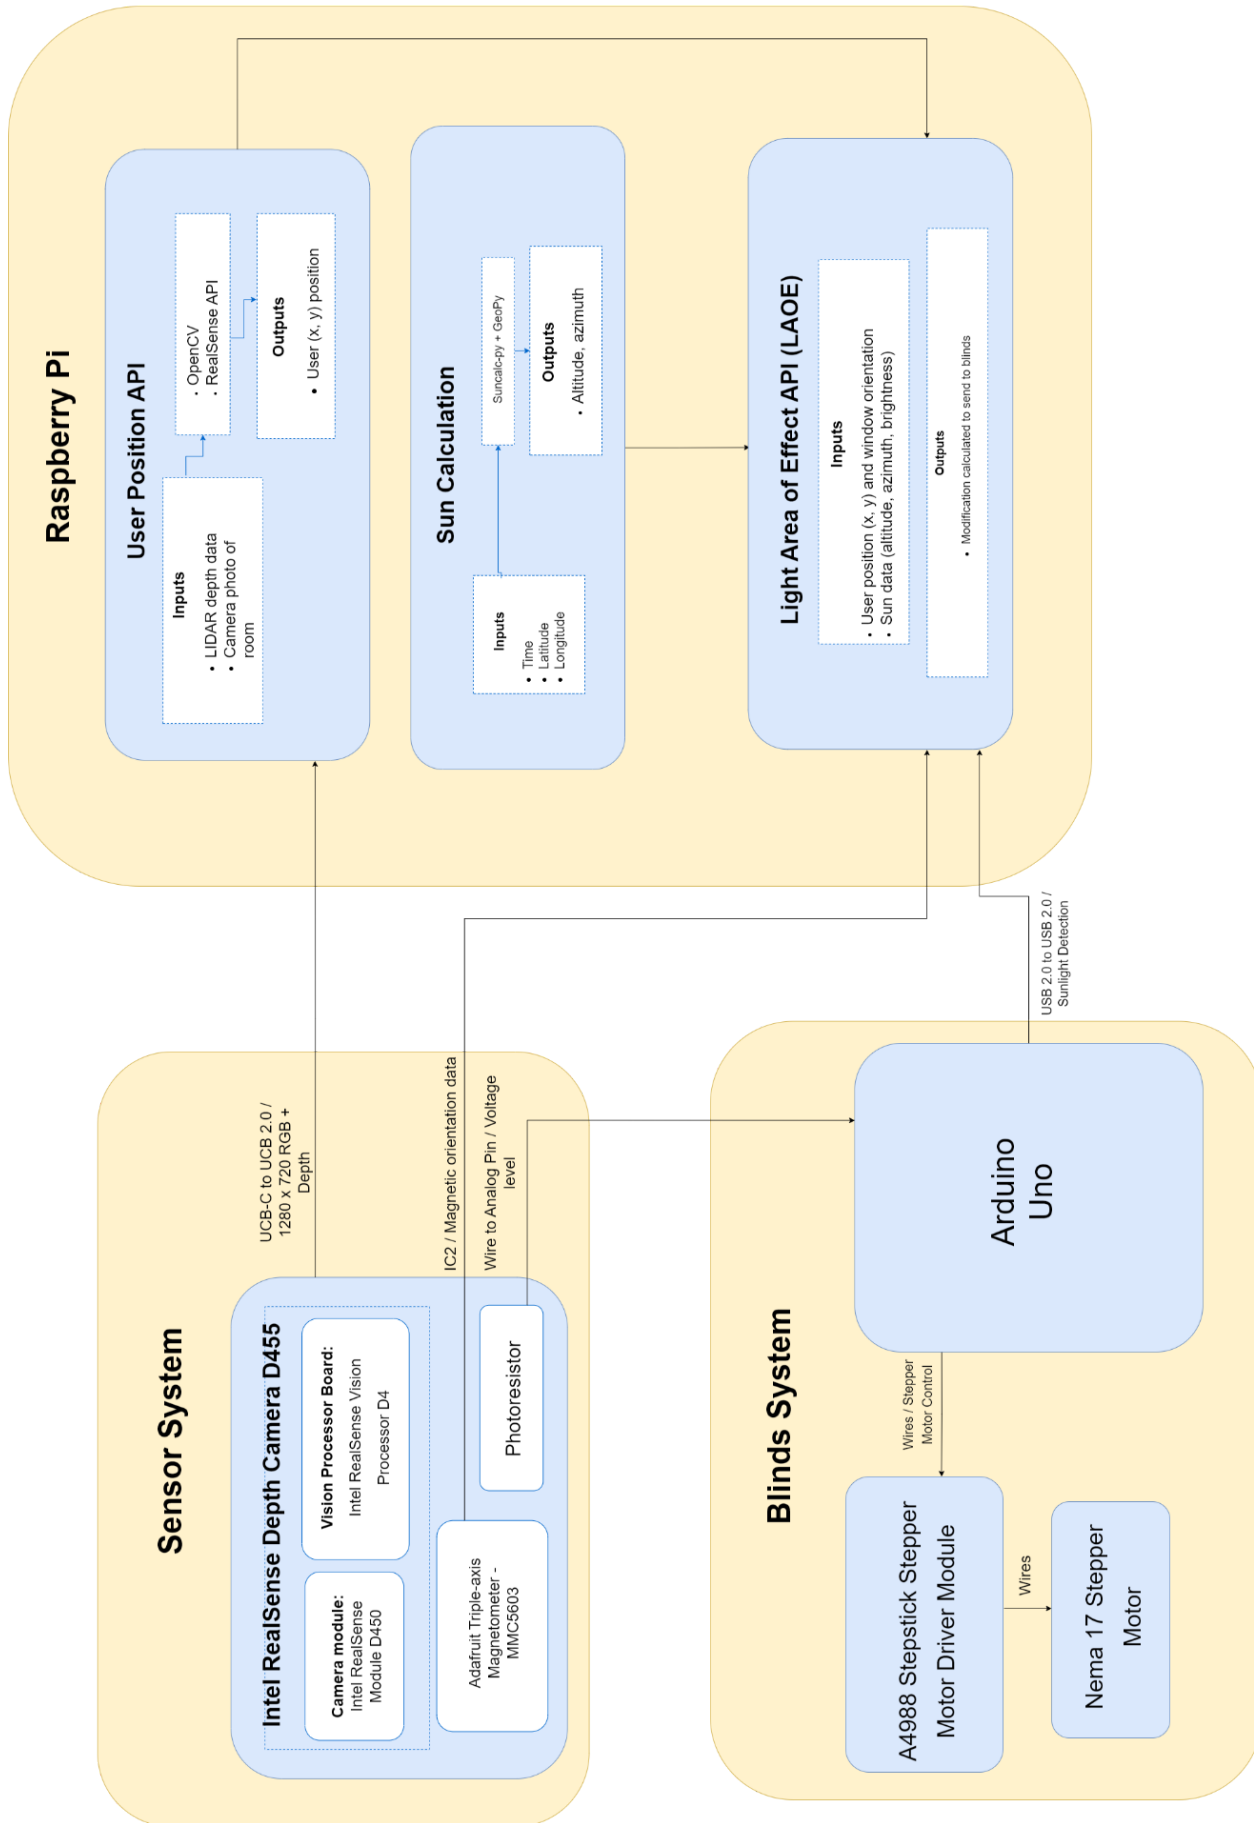 Sensor System
Intel RealSense Depth Camera D455
Camera module:
Intel RealSense
Module D450
Vision Processor Board:
Intel RealSense Vision
Processor D4
Adafruit Triple-axis
Magnetometer -
MMC5603
Photoresistor
UCB-C to UCB 2.0 /
1280 x 720 RGB +
Depth
IC2 / Magnetic orientation data
Wire to Analog Pin / Voltage
level
Blinds System
A4988 Stepstick Stepper
Motor Driver Module
Wires / Stepper
Motor Control
Arduino
Uno
Wires
Nema 17 Stepper
Motor
USB 2.0 to USB 2.0 /
Sunlight Detection
Raspberry Pi
User Position API
Inputs
• LIDAR depth data
• Camera photo of
room
• OpenCV
• RealSense API
Outputs
• User (x, y) position
Sun Calculation
Inputs
• Time
• Latitude
• Longitude
Suncalc-py + GeoPy
Outputs
• Altitude, azimuth
Light Area of Effect API (LAOE)
Inputs
• User position (x, y) and window orientation
• Sun data (altitude, azimuth, brightness)
Outputs
• Modification calculated to send to blinds